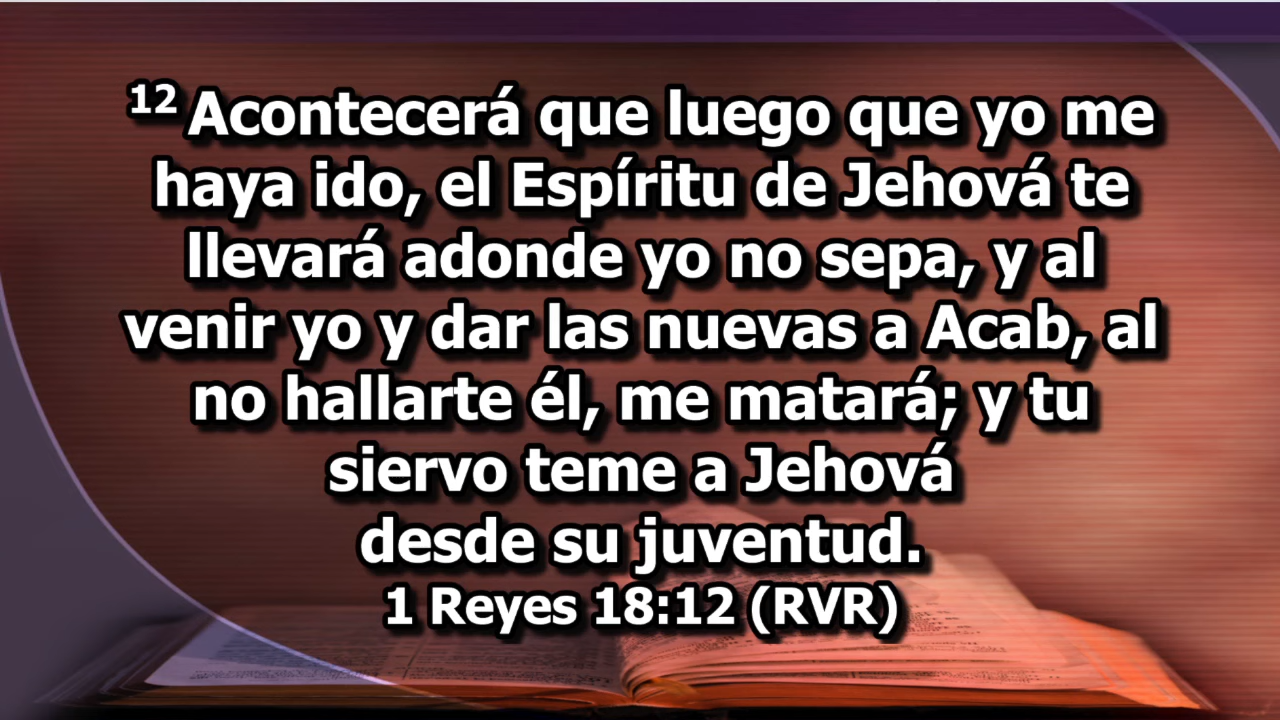 12 Acontecerá que luego que yo me
haya ido, el Espíritu de Jehová te
llevará adonde yo no sepa, y al
venir yo y dar las nuevas a Acab, al
no hallarte él, me matará; y tu
siervo teme a Jehová
desde su juventud.
1 Reyes 18:12 (RVR)